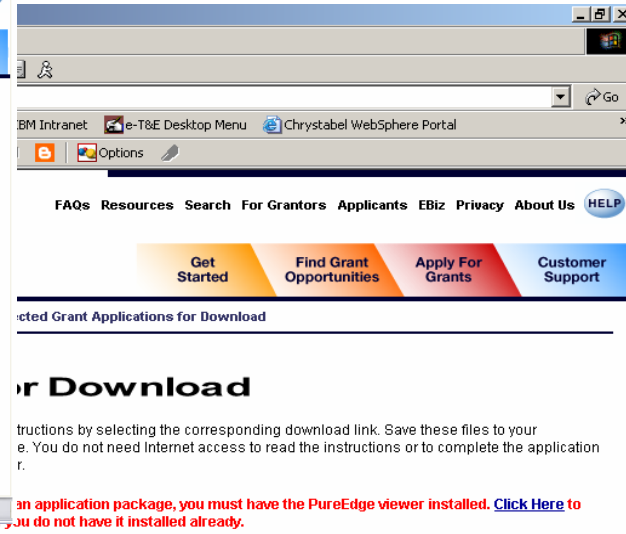 Go
IBM Intranet e-T&E Desktop Menu Chrystabel WebSphere Portal »
Options
FAQs Resources Search For Grantors Applicants EBiz Privacy About Us HELP
Get Started Find Grant Opportunities Apply For Grants Customer Support
ected Grant Applications for Download
or Download
tructions by selecting the corresponding download link. Save these files to your
e. You do not need Internet access to read the instructions or to complete the application
r.
an application package, you must have the PureEdge viewer installed. Click Here to
you do not have it installed already.